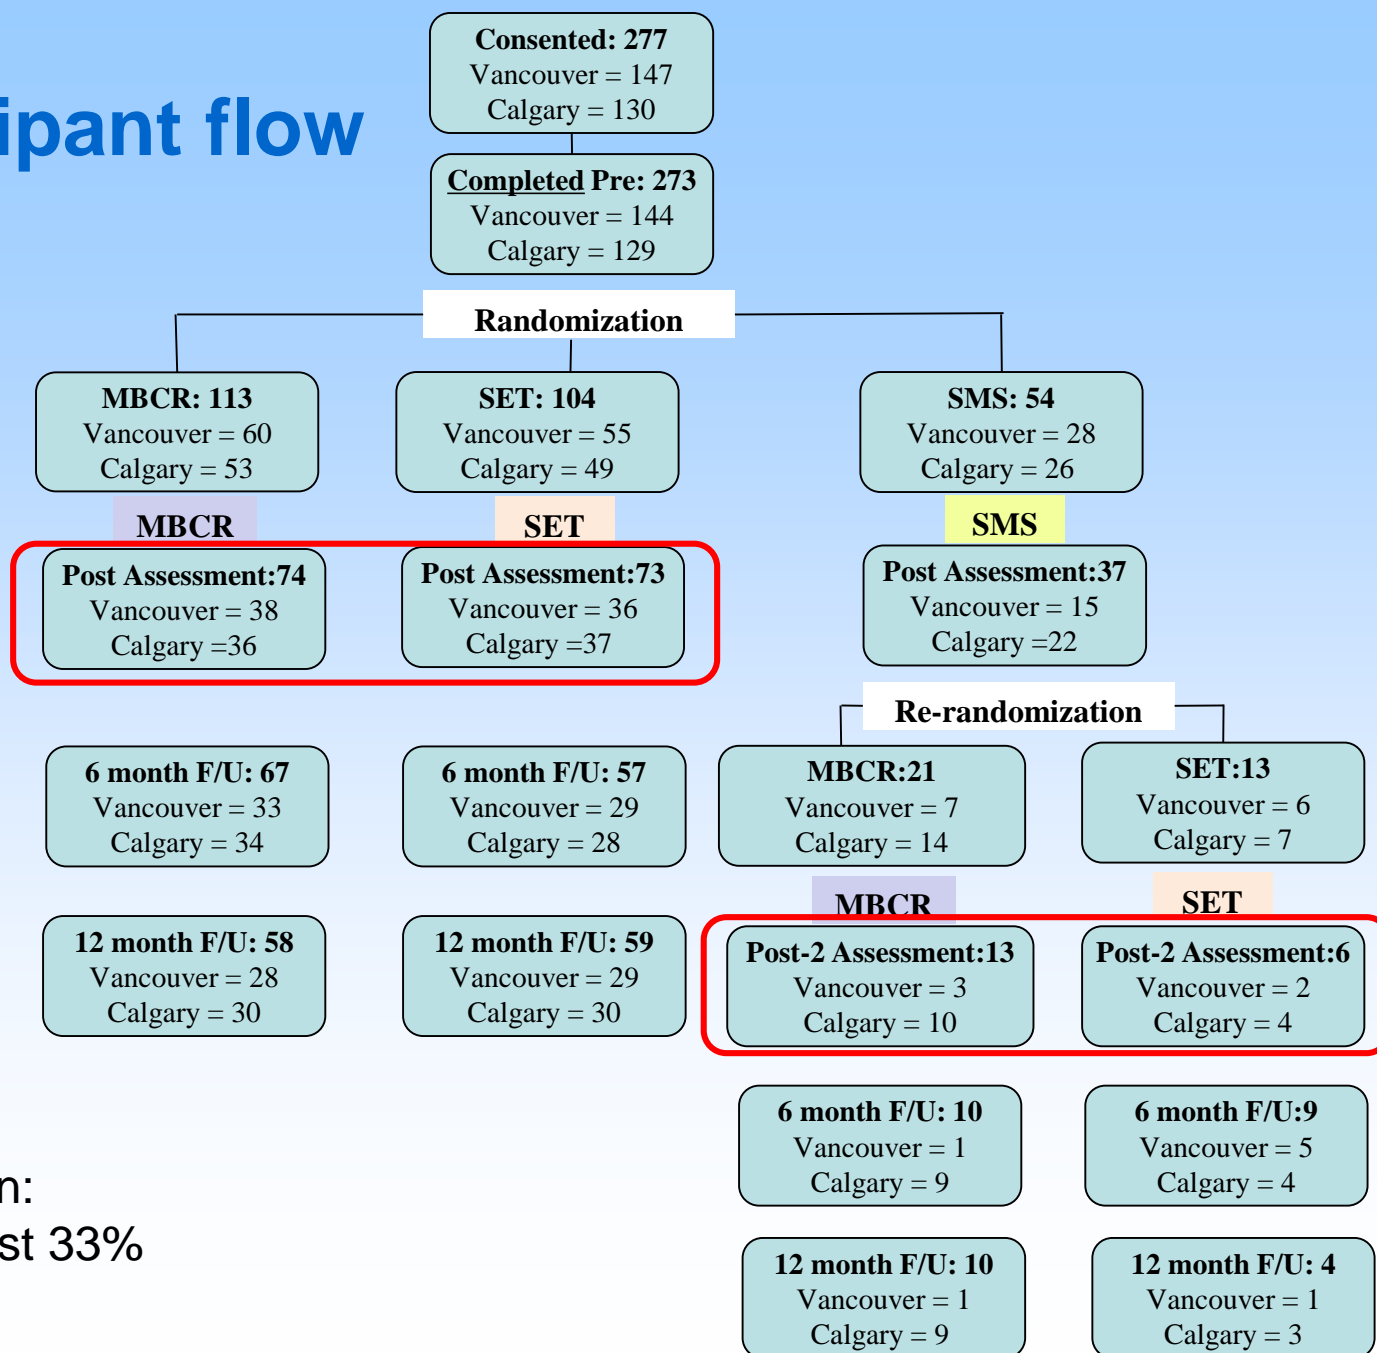 Consented: 277
Vancouver = 147
Calgary = 130
ipant flow
Completed Pre: 273
Vancouver = 144
Calgary = 129
Randomization
MBCR: 113
Vancouver = 60
Calgary = 53
SET: 104
Vancouver = 55
Calgary = 49
SMS: 54
Vancouver = 28
Calgary = 26
MBCR
SET
SMS
Post Assessment:74
Vancouver = 38
Calgary =36
Post Assessment:73
Vancouver = 36
Calgary =37
Post Assessment:37
Vancouver = 15
Calgary =22
Re-randomization
6 month F/U: 67
Vancouver = 33
Calgary = 34
6 month F/U: 57
Vancouver = 29
Calgary = 28
MBCR:21
Vancouver = 7
Calgary = 14
SET:13
Vancouver = 6
Calgary = 7
MBCR
SET
12 month F/U: 58
Vancouver = 28
Calgary = 30
12 month F/U: 59
Vancouver = 29
Calgary = 30
Post-2 Assessment:13
Vancouver = 3
Calgary = 10
Post-2 Assessment:6
Vancouver = 2
Calgary = 4
6 month F/U: 10
Vancouver = 1
Calgary = 9
6 month F/U:9
Vancouver = 5
Calgary = 4
n:
st 33%
12 month F/U: 10
Vancouver = 1
Calgary = 9
12 month F/U: 4
Vancouver = 1
Calgary = 3